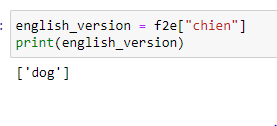 : english_version = f2e["chien"]
print(english_version)
['dog']